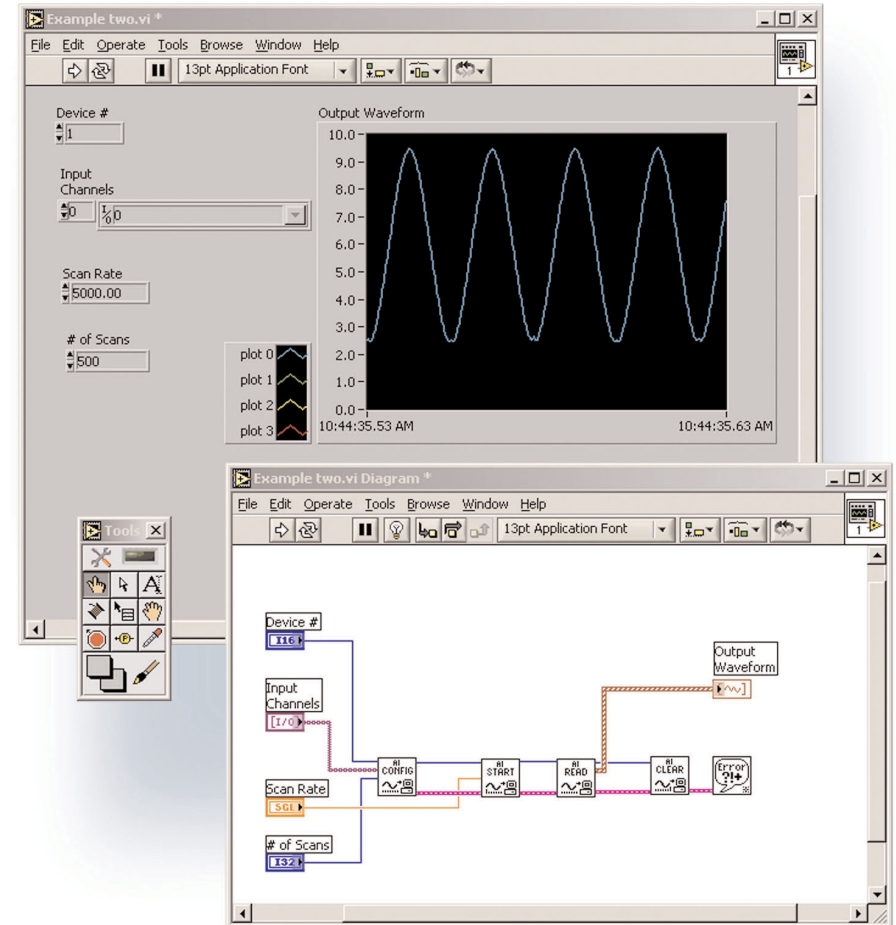 Example two.vi *
File Edit Operate Tools Browse Window Help
13pt Application Font
1
Device #
1
Input
Channels
0
I/O 0
Scan Rate
5000.00
# of Scans
500
Output Waveform
10.0
9.0
8.0
7.0
6.0
5.0
4.0
3.0
2.0
1.0
0.0
10:44:35.53 AM 10:44:35.63 AM
plot 0
plot 1
plot 2
plot 3
Tools
A
P
Example two.vi Diagram *
File Edit Operate Tools Browse Window Help
13pt Application Font
1
Device #
I16
Input
Channels
[I/O]
Scan Rate
SGL
# of Scans
I32
AI
CONFIG
AI
START
AI
READ
AI
CLEAR
Error
?!+
Output
Waveform